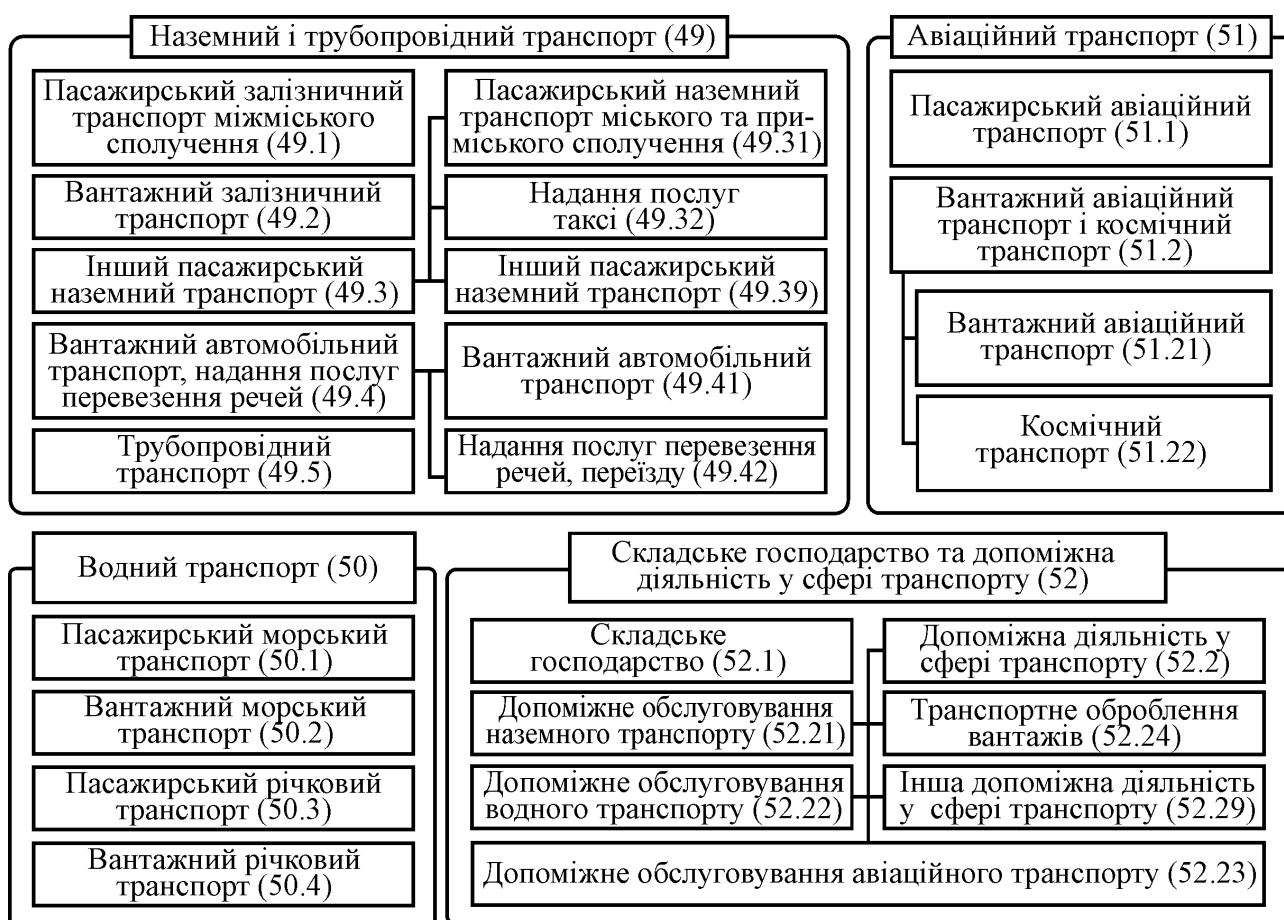 Наземний і трубопровідний транспорт (49)
Пасажирський залізничний
транспорт міжміського
сполучення (49.1)
Вантажний залізничний
транспорт (49.2)
Інший пасажирський
наземний транспорт (49.3)
Вантажний автомобільний
транспорт, надання послуг
перевезення речей (49.4)
Трубопровідний
транспорт (49.5)
Пасажирський наземний
транспорт міського та при-
міського сполучення (49.31)
Надання послуг
таксі (49.32)
Інший пасажирський
наземний транспорт (49.39)
Вантажний автомобільний
транспорт (49.41)
Надання послуг перевезення
речей, переїзду (49.42)
Авіаційний транспорт (51)
Пасажирський авіаційний
транспорт (51.1)
Вантажний авіаційний
транспорт і космічний
транспорт (51.2)
Вантажний авіаційний
транспорт (51.21)
Космічний
транспорт (51.22)
Водний транспорт (50)
Пасажирський морський
транспорт (50.1)
Вантажний морський
транспорт (50.2)
Пасажирський річковий
транспорт (50.3)
Вантажний річковий
транспорт (50.4)
Складське господарство та допоміжна
діяльність у сфері транспорту (52)
Складське
господарство (52.1)
Допоміжна діяльність у
сфері транспорту (52.2)
Допоміжне обслуговування
наземного транспорту (52.21)
Транспортне оброблення
вантажів (52.24)
Допоміжне обслуговування
водного транспорту (52.22)
Інша допоміжна діяльність
у сфері транспорту (52.29)
Допоміжне обслуговування авіаційного транспорту (52.23)